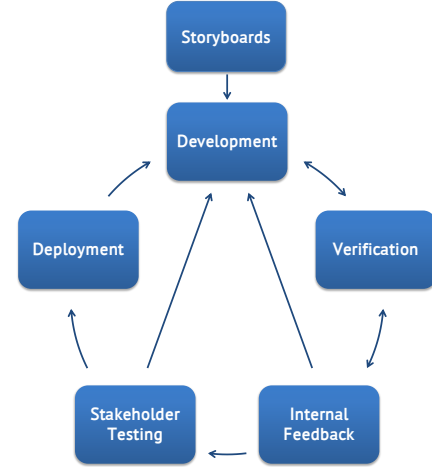 Storyboards
Development
Deployment
Verification
Stakeholder
Testing
Internal
Feedback